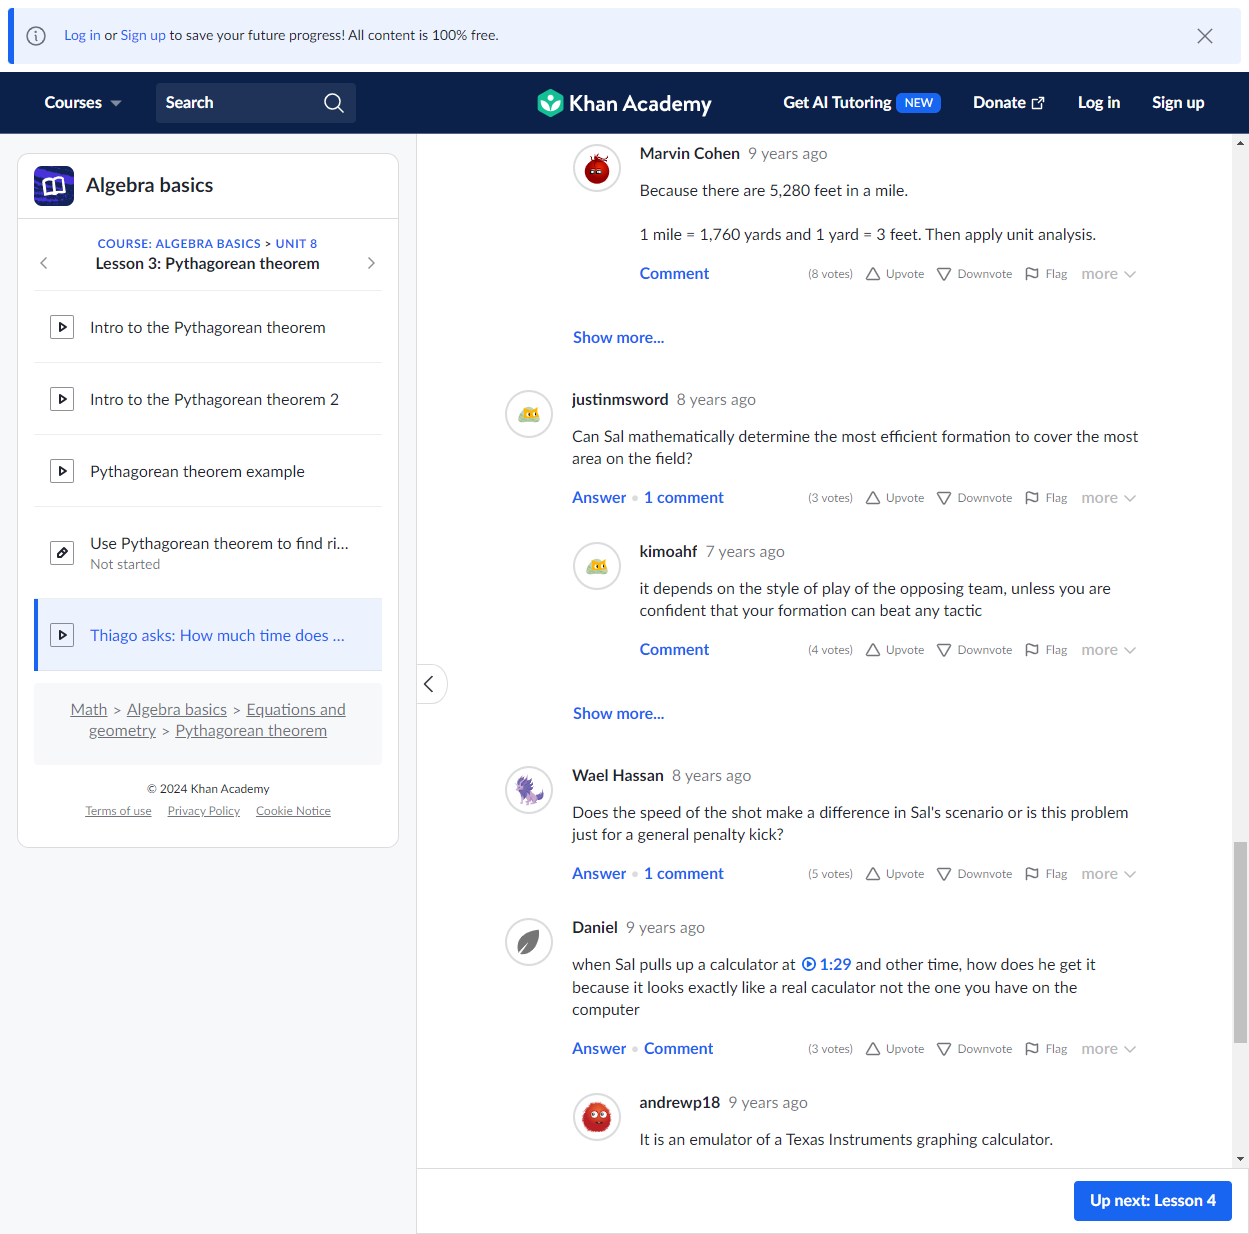 Log in or Sign up to save your future progress! All content is 100% free.
Courses
Search
Khan Academy
Get AI Tutoring NEW
Donate
Log in
Sign up
Algebra basics
COURSE: ALGEBRA BASICS > UNIT 8
Lesson 3: Pythagorean theorem
Intro to the Pythagorean theorem
Intro to the Pythagorean theorem 2
Pythagorean theorem example
Use Pythagorean theorem to find ri...
Not started
Thiago asks: How much time does ...
Math > Algebra basics > Equations and
geometry > Pythagorean theorem
© 2024 Khan Academy
Terms of use Privacy Policy Cookie Notice
Marvin Cohen 9 years ago
Because there are 5,280 feet in a mile.
1 mile = 1,760 yards and 1 yard = 3 feet. Then apply unit analysis.
Comment (8 votes) Upvote Downvote Flag more
Show more...
justinmsword 8 years ago
Can Sal mathematically determine the most efficient formation to cover the most
area on the field?
Answer • 1 comment (3 votes) Upvote Downvote Flag more
kimoahf 7 years ago
it depends on the style of play of the opposing team, unless you are
confident that your formation can beat any tactic
Comment (4 votes) Upvote Downvote Flag more
Show more...
Wael Hassan 8 years ago
Does the speed of the shot make a difference in Sal's scenario or is this problem
just for a general penalty kick?
Answer • 1 comment (5 votes) Upvote Downvote Flag more
Daniel 9 years ago
when Sal pulls up a calculator at 1:29 and other time, how does he get it
because it looks exactly like a real caculator not the one you have on the
computer
Answer • Comment (3 votes) Upvote Downvote Flag more
andrewp18 9 years ago
It is an emulator of a Texas Instruments graphing calculator.
Up next: Lesson 4